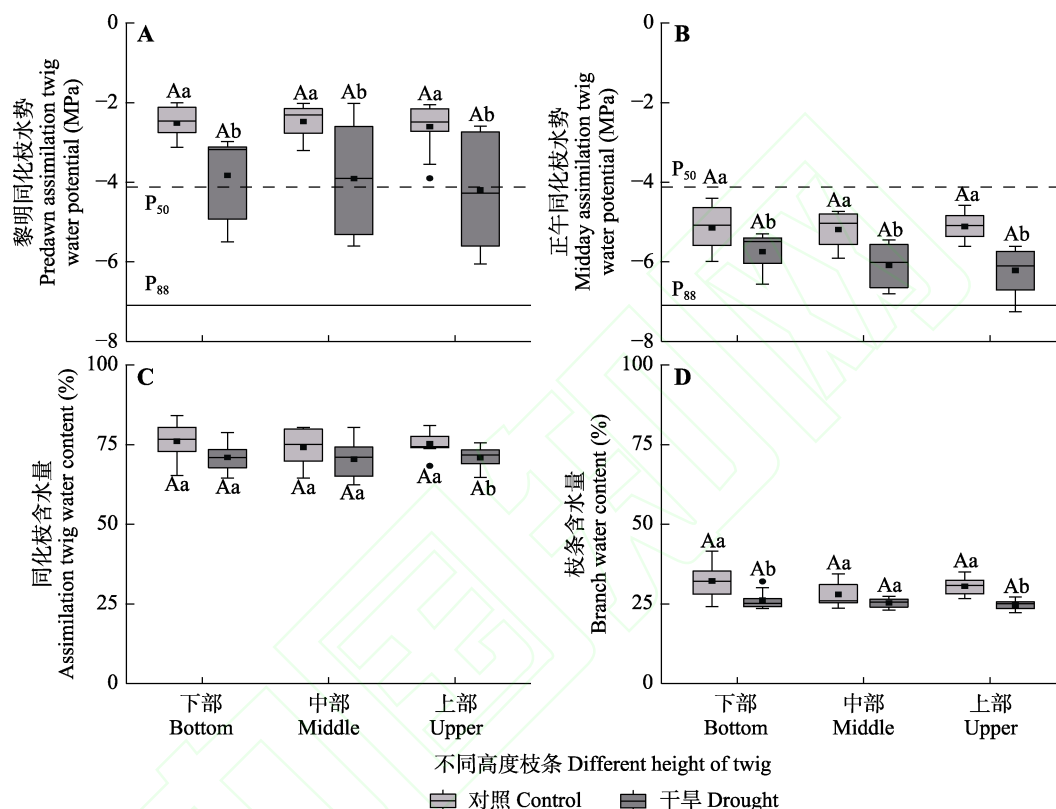 A
黎明同化枝水势
Predawn assimilation twig
water potential (MPa)
0
−2
−4
−6
−8
Aa
Ab
Aa
Ab
Aa
Ab
P50
P88
B
正午同化枝水势
Midday assimilation twig
water potential (MPa)
0
−2
−4
−6
−8
P50
Aa
Ab
Aa
Ab
Aa
Ab
P88
C
同化枝含水量
Assimilation twig water content (%)
100
75
50
25
0
Aa
Aa
Aa
Aa
Aa
Ab
下部
Bottom
中部
Middle
上部
Upper
D
枝条含水量
Branch water content (%)
100
75
50
25
0
Aa
Ab
Aa
Aa
Aa
Ab
下部
Bottom
中部
Middle
上部
Upper
不同高度枝条 Different height of twig
对照 Control
干旱 Drought